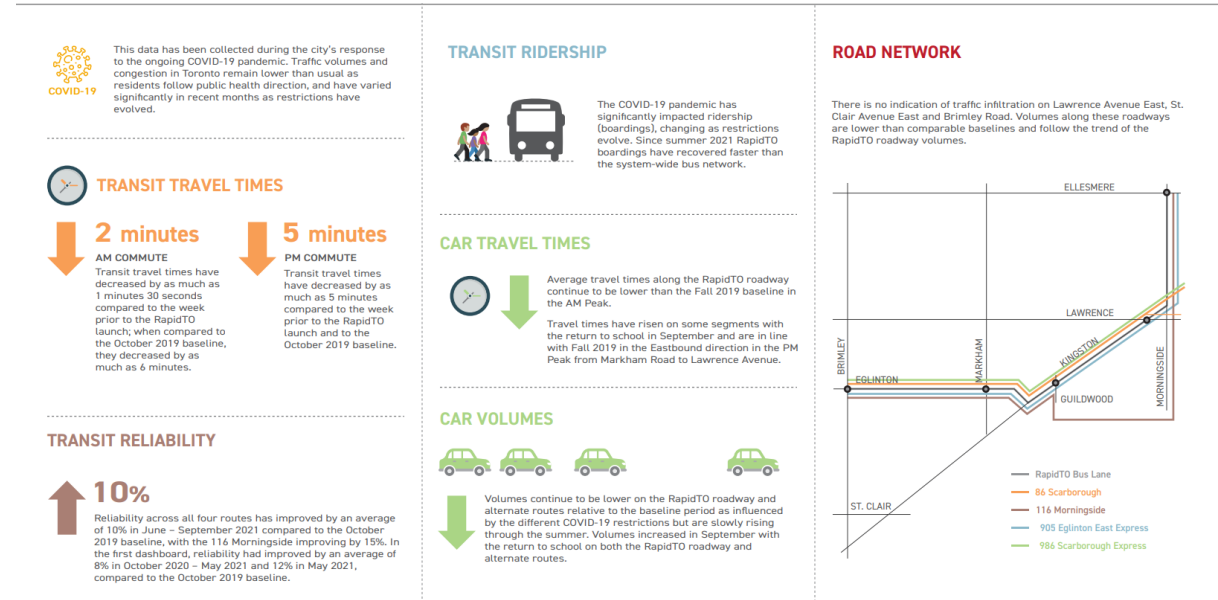 COVID-19
This data has been collected during the city's response
to the ongoing COVID-19 pandemic. Traffic volumes and
congestion in Toronto remain lower than usual as
residents follow public health direction, and have varied
significantly in recent months as restrictions have
evolved.
TRANSIT TRAVEL TIMES
2 minutes
AM COMMUTE
Transit travel times have
decreased by as much as
1 minutes 30 seconds
compared to the week
prior to the RapidTO
launch; when compared to
the October 2019 baseline,
they decreased by as
much as 6 minutes.
5 minutes
PM COMMUTE
Transit travel times
have decreased by as
much as 5 minutes
compared to the week
prior to the RapidTO
launch and to the
October 2019 baseline.
TRANSIT RELIABILITY
10%
Reliability across all four routes has improved by an average
of 10% in June – September 2021 compared to the October
2019 baseline, with the 116 Morningside improving by 15%. In
the first dashboard, reliability had improved by an average of
8% in October 2020 – May 2021 and 12% in May 2021,
compared to the October 2019 baseline.
TRANSIT RIDERSHIP
The COVID-19 pandemic has
significantly impacted ridership
(boardings), changing as restrictions
evolve. Since summer 2021 RapidTO
boardings have recovered faster than
the system-wide bus network.
CAR TRAVEL TIMES
Average travel times along the RapidTO roadway
continue to be lower than the Fall 2019 baseline in
the AM Peak.
Travel times have risen on some segments with
the return to school in September and are in line
with Fall 2019 in the Eastbound direction in the PM
Peak from Markham Road to Lawrence Avenue.
CAR VOLUMES
Volumes continue to be lower on the RapidTO roadway and
alternate routes relative to the baseline period as influenced
by the different COVID-19 restrictions but are slowly rising
through the summer. Volumes increased in September with
the return to school on both the RapidTO roadway and
alternate routes.
ROAD NETWORK
There is no indication of traffic infiltration on Lawrence Avenue East, St.
Clair Avenue East and Brimley Road. Volumes along these roadways
are lower than comparable baselines and follow the trend of the
RapidTO roadway volumes.
ELLESMERE
LAWRENCE
BRIMLEY
MARKHAM
KINGSTON
MORNINGSIDE
EGLINTON
GUILDWOOD
ST. CLAIR
RapidTO Bus Lane
86 Scarborough
116 Morningside
905 Eglinton East Express
986 Scarborough Express